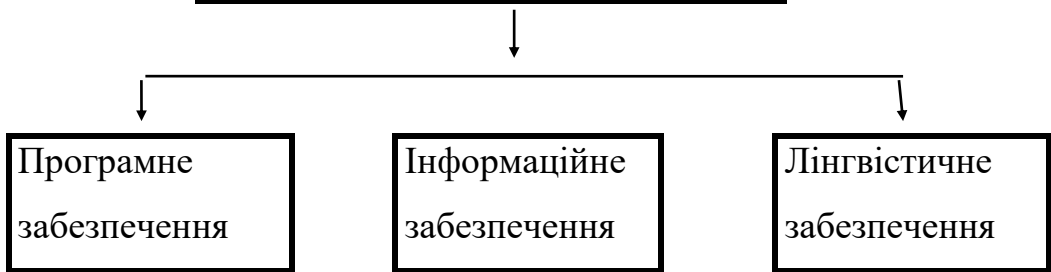 Програмне
забезпечення
Інформаційне
забезпечення
Лінгвістичне
забезпечення